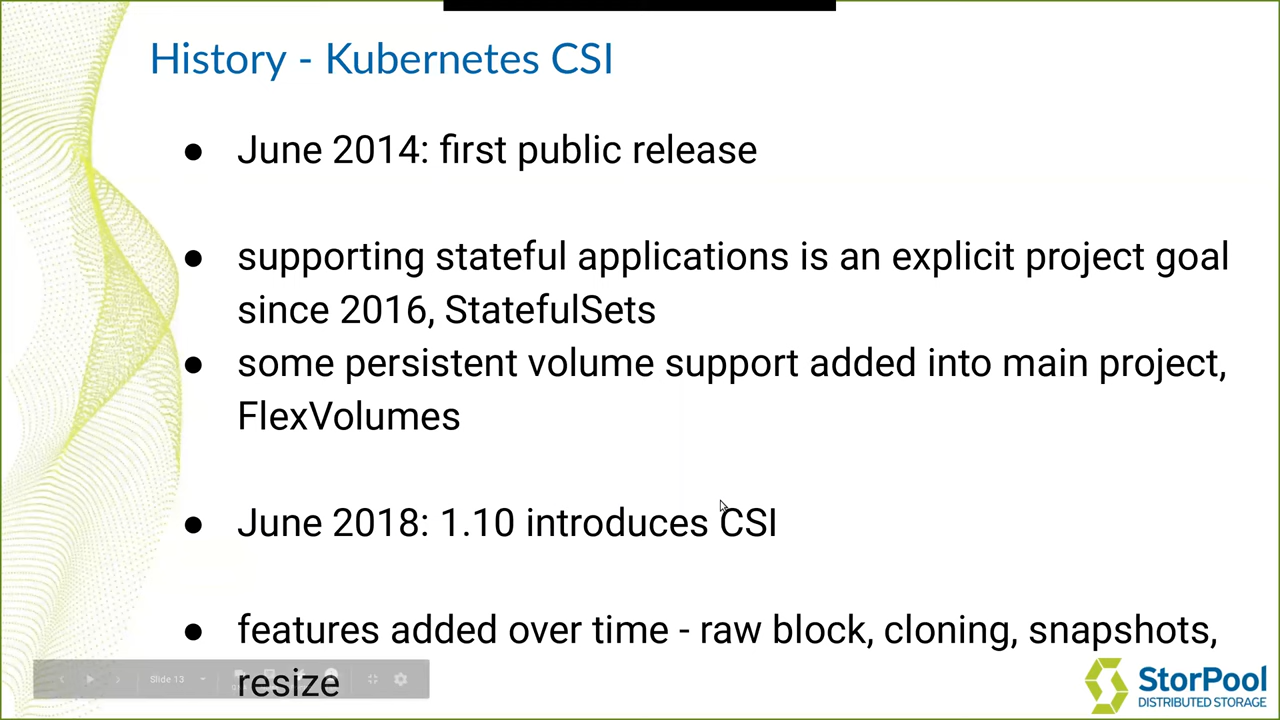 History - Kubernetes CSI
● June 2014: first public release
● supporting stateful applications is an explicit project goal
since 2016, StatefulSets
● some persistent volume support added into main project,
FlexVolumes
● June 2018: 1.10 introduces CSI
● features added over time - raw block, cloning, snapshots,
resize
Slide 13
StorPool
DISTRIBUTED STORAGE